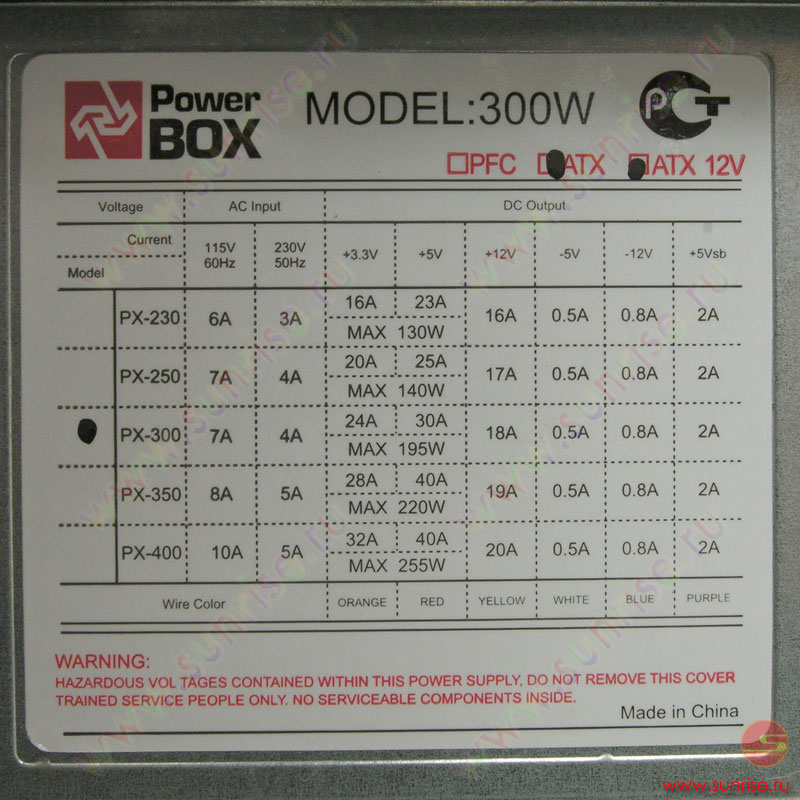 Power
BOX
MODEL:300W
PCT
PFC ATX ATX 12V
Voltage AC Input DC Output
Current 115V 60Hz 230V 50Hz +3.3V +5V +12V -5V -12V +5Vsb
Model
PX-230 6A 3A 16A 23A 16A 0.5A 0.8A 2A
MAX 130W
PX-250 7A 4A 20A 25A 17A 0.5A 0.8A 2A
MAX 140W
PX-300 7A 4A 24A 30A 18A 0.5A 0.8A 2A
MAX 195W
PX-350 8A 5A 28A 40A 19A 0.5A 0.8A 2A
MAX 220W
PX-400 10A 5A 32A 40A 20A 0.5A 0.8A 2A
MAX 255W
Wire Color ORANGE RED YELLOW WHITE BLUE PURPLE
WARNING:
HAZARDOUS VOL TAGES CONTAINED WITHIN THIS POWER SUPPLY, DO NOT REMOVE THIS COVER
TRAINED SERVICE PEOPLE ONLY. NO SERVICEABLE COMPONENTS INSIDE.
Made in China
www.sunrise.ru